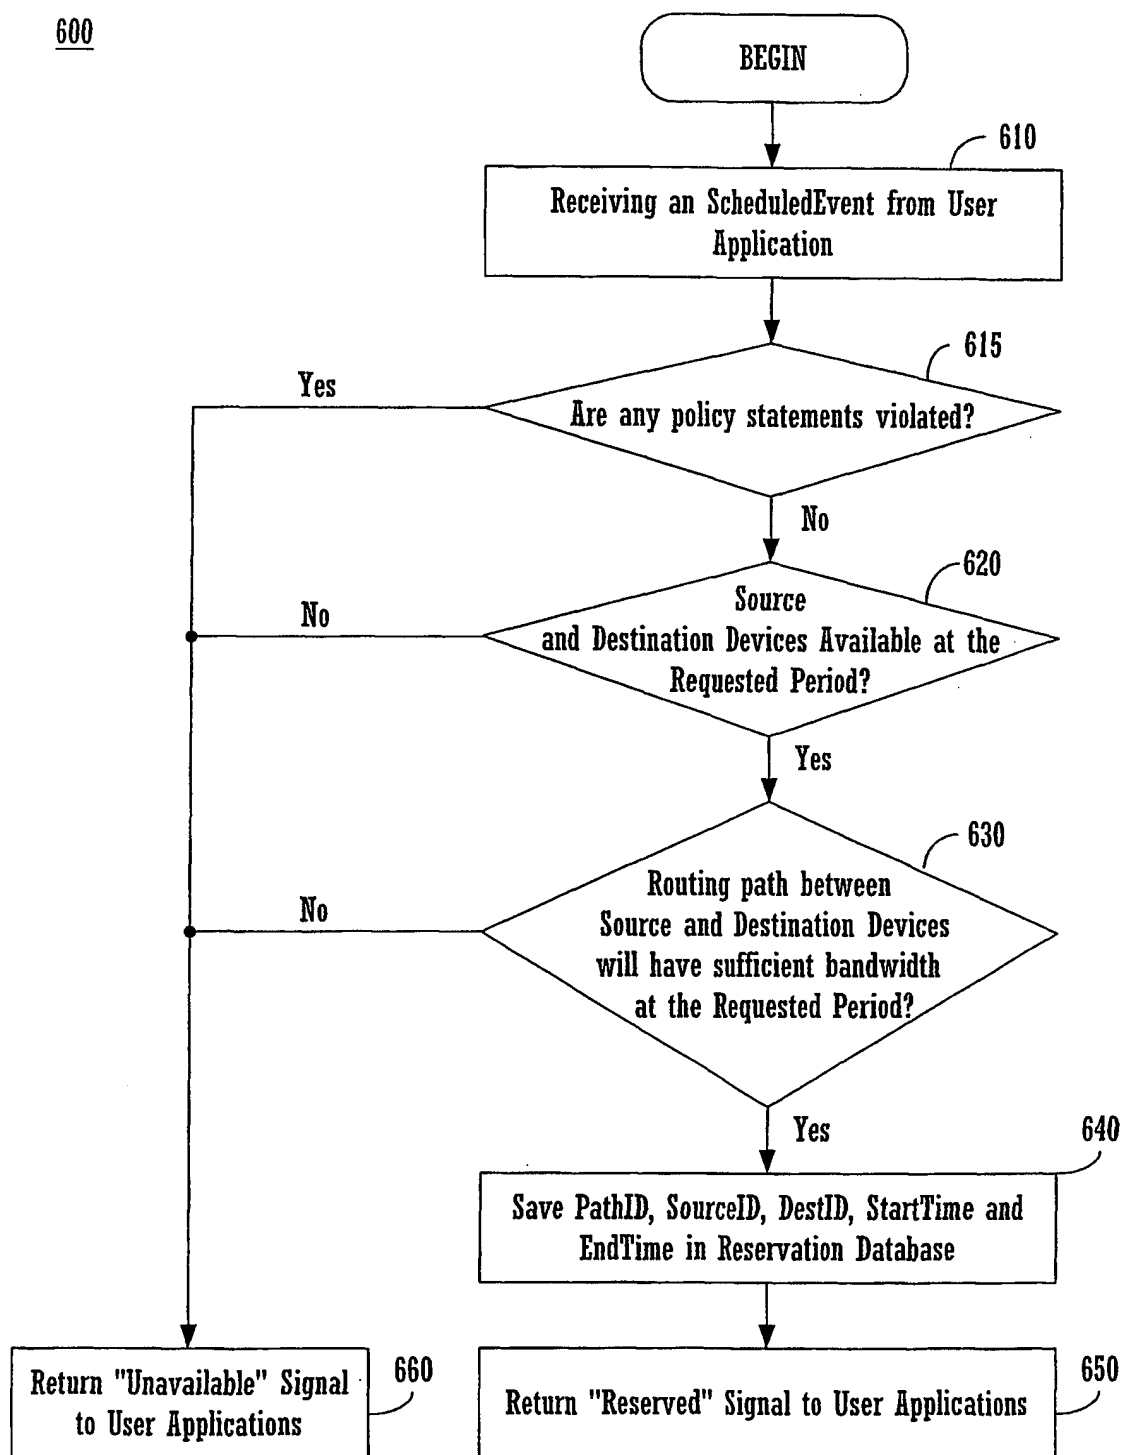 600
BEGIN
610
Receiving an ScheduledEvent from User
Application
615
Yes
Are any policy statements violated?
No
620
Source
No
and Destination Devices Available at the
Requested Period?
Yes
630
Routing path between
No
Source and Destination Devices
will have sufficient bandwidth
at the Requested Period?
Yes
640
Save PathID, SourceID, DestID, StartTime and
EndTime in Reservation Database
Return "Unavailable" Signal
to User Applications
660
650
Return "Reserved" Signal to User Applications